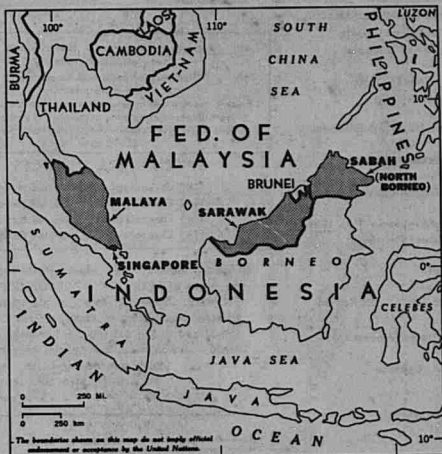 100°
110°
BURMA
LAOS
CAMBODIA
VIET-NAM
THAILAND
SOUTH
CHINA
SEA
LUZON
PHILIPPINES
10°
FED. OF
MALAYSIA
SABAH
(NORTH
BORNEO)
BRUNEI
MALAYA
SARAWAK
SINGAPORE
BORNEO
0°
INDONESIA
SUMATRA
CELEBES
INDIAN
JAVA SEA
0 250 MI.
0 250 km
JAVA
The boundaries shown on this map do not imply official
endorsement or acceptance by the United Nations.
OCEAN
10°